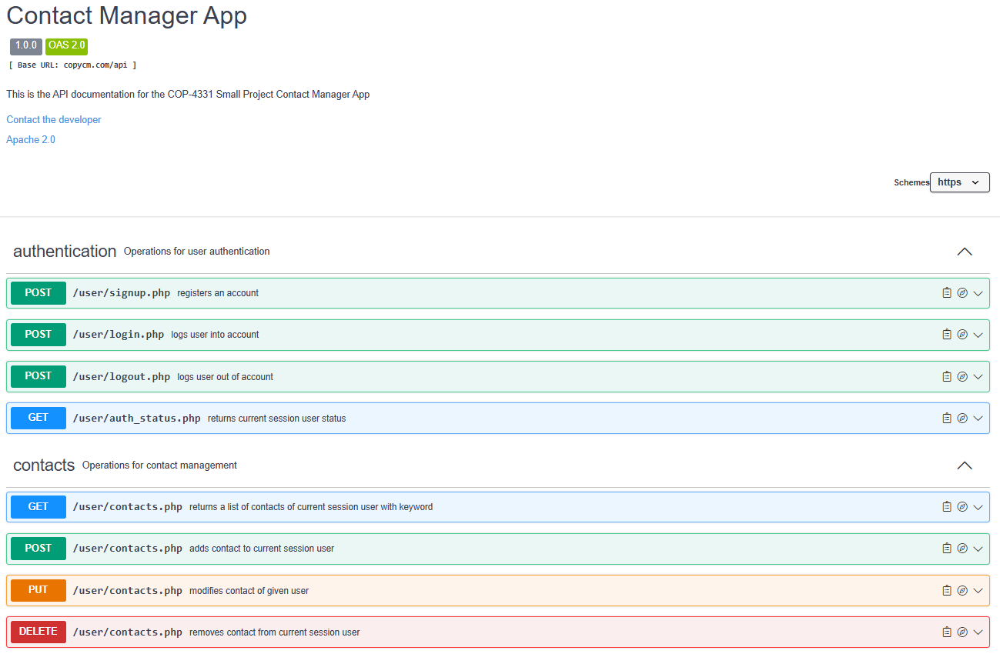 Contact Manager App
1.0.0 OAS 2.0
[ Base URL: copycm.com/api ]
This is the API documentation for the COP-4331 Small Project Contact Manager App
Contact the developer
Apache 2.0
Schemes https
authentication Operations for user authentication
POST /user/signup.php registers an account
POST /user/login.php logs user into account
POST /user/logout.php logs user out of account
GET /user/auth_status.php returns current session user status
contacts Operations for contact management
GET /user/contacts.php returns a list of contacts of current session user with keyword
POST /user/contacts.php adds contact to current session user
PUT /user/contacts.php modifies contact of given user
DELETE /user/contacts.php removes contact from current session user